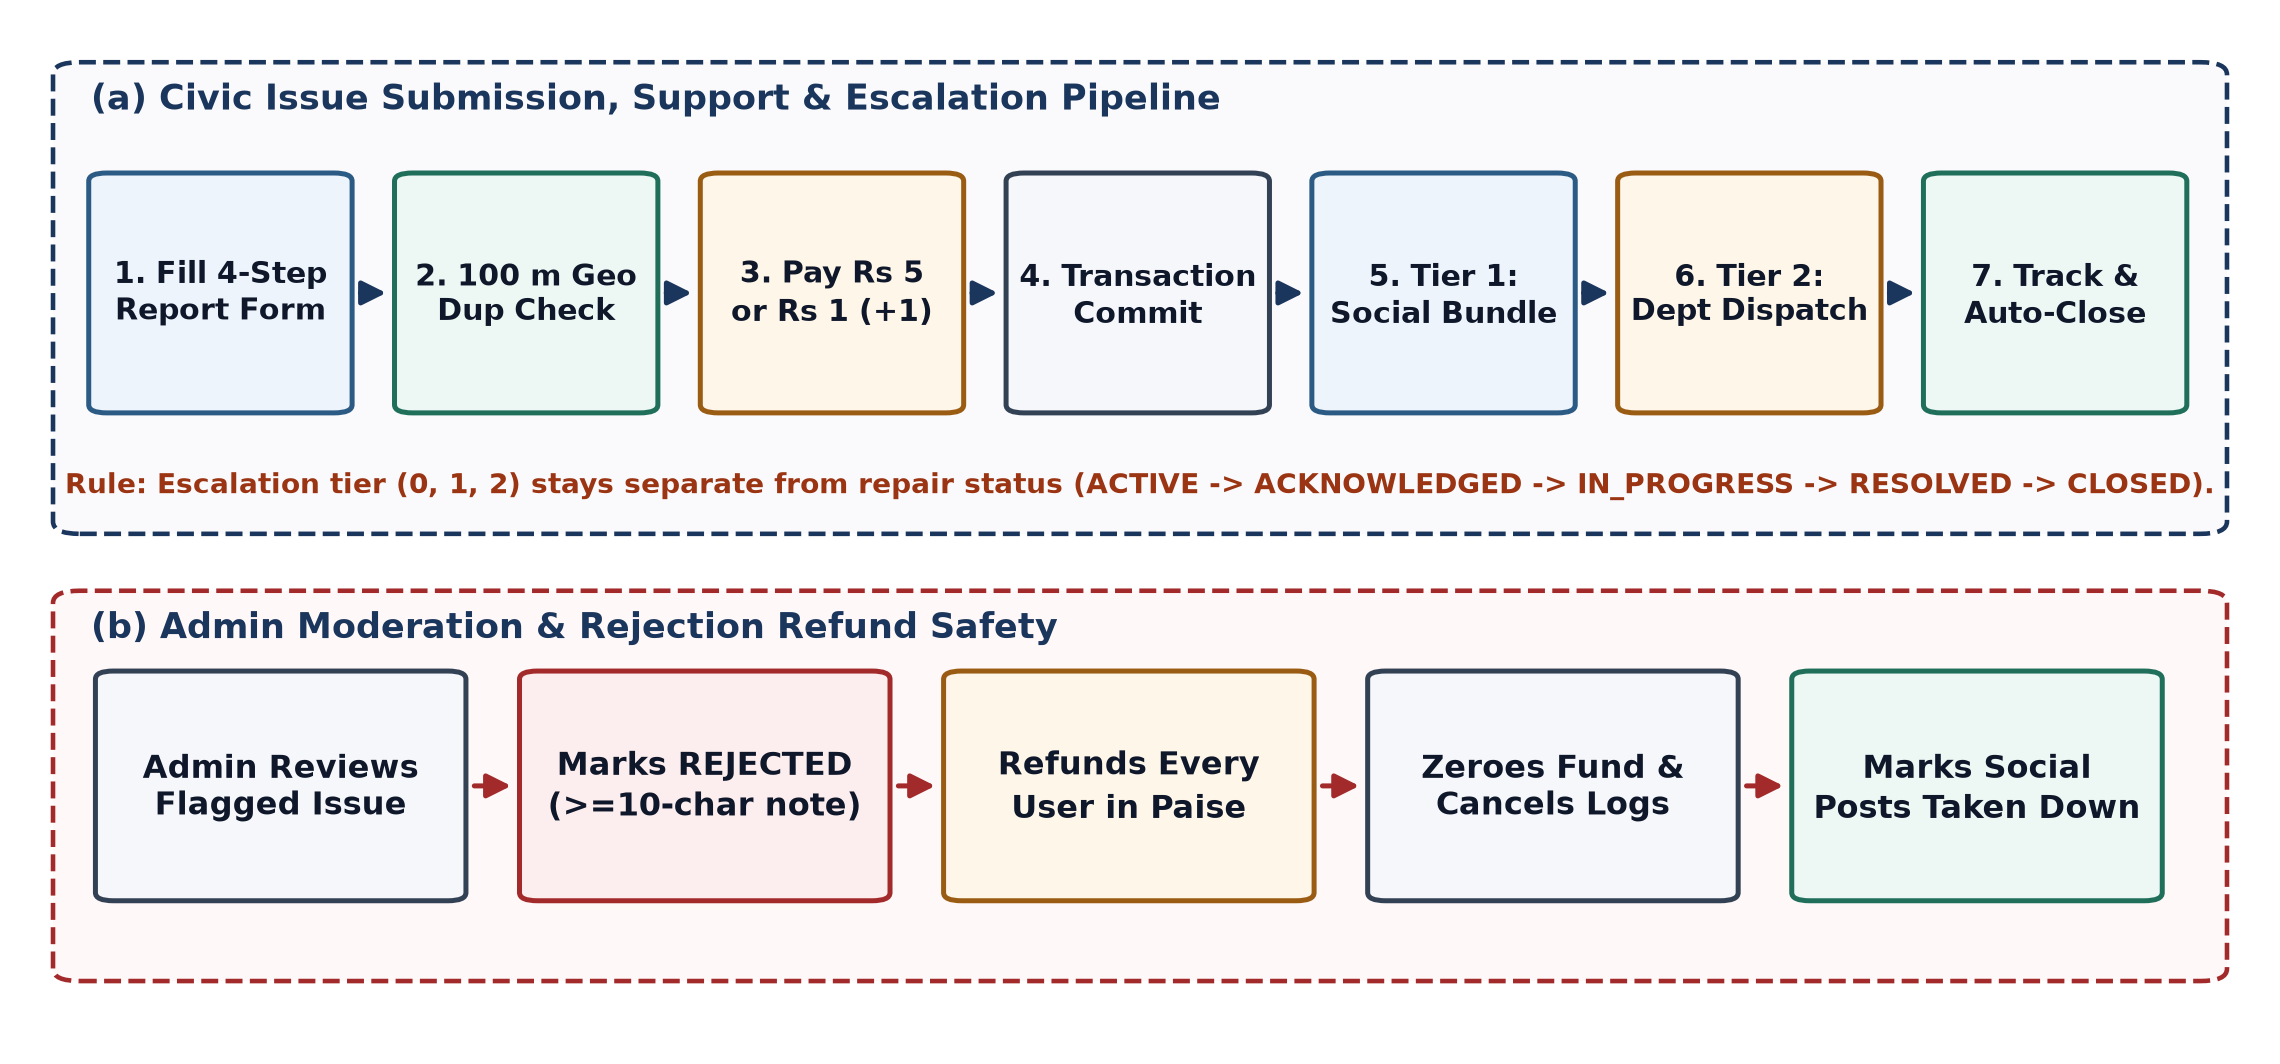 (a) Civic Issue Submission, Support & Escalation Pipeline
1. Fill 4-Step
Report Form
2. 100 m Geo
Dup Check
3. Pay Rs 5
or Rs 1 (+1)
4. Transaction
Commit
5. Tier 1:
Social Bundle
6. Tier 2:
Dept Dispatch
7. Track &
Auto-Close
Rule: Escalation tier (0, 1, 2) stays separate from repair status (ACTIVE -> ACKNOWLEDGED -> IN_PROGRESS -> RESOLVED -> CLOSED).
(b) Admin Moderation & Rejection Refund Safety
Admin Reviews
Flagged Issue
Marks REJECTED
(>=10-char note)
Refunds Every
User in Paise
Zeroes Fund &
Cancels Logs
Marks Social
Posts Taken Down